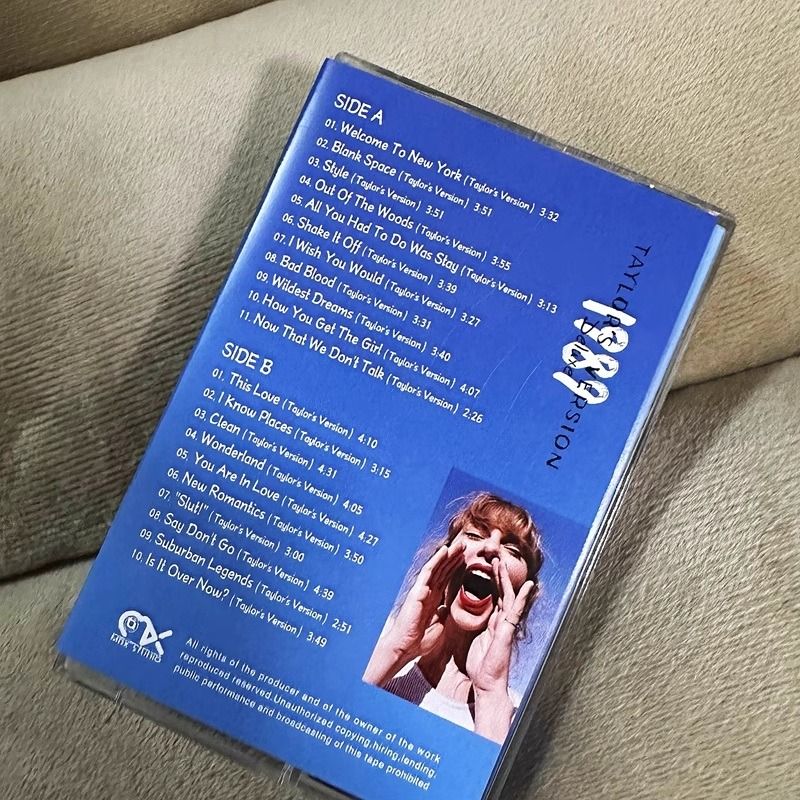 SIDE A
01. Welcome To New York (Taylor's Version) 3:32
02. Blank Space (Taylor's Version) 3:51
03. Style (Taylor's Version) 3:51
04. Out Of The Woods (Taylor's Version) 3:55
05. All You Had To Do Was Stay (Taylor's Version) 3:13
06. Shake It Off (Taylor's Version) 3:39
07. I Wish You Would (Taylor's Version) 3:27
08. Bad Blood (Taylor's Version) 3:31
09. Wildest Dreams (Taylor's Version) 3:40
10. How You Get The Girl (Taylor's Version) 4:07
11. Now That We Don't Talk (Taylor's Version) 2:26
SIDE B
01. This Love (Taylor's Version) 4:10
02. I Know Places (Taylor's Version) 3:15
03. Clean (Taylor's Version) 4:31
04. Wonderland (Taylor's Version) 4:05
05. You Are In Love (Taylor's Version) 4:27
06. New Romantics (Taylor's Version) 3:50
07. "Slut!" (Taylor's Version) 3:00
08. Say Don't Go (Taylor's Version) 4:39
09. Suburban Legends (Taylor's Version) 2:51
10. Is It Over Now? (Taylor's Version) 3:49
TAYLOR'S VERSION
1989
Deluxe
All rights of the producer and of the owner of the work
reproduced reserved.Unauthorized copying,hiring,lending,
public performance and broadcasting of this tape prohibited